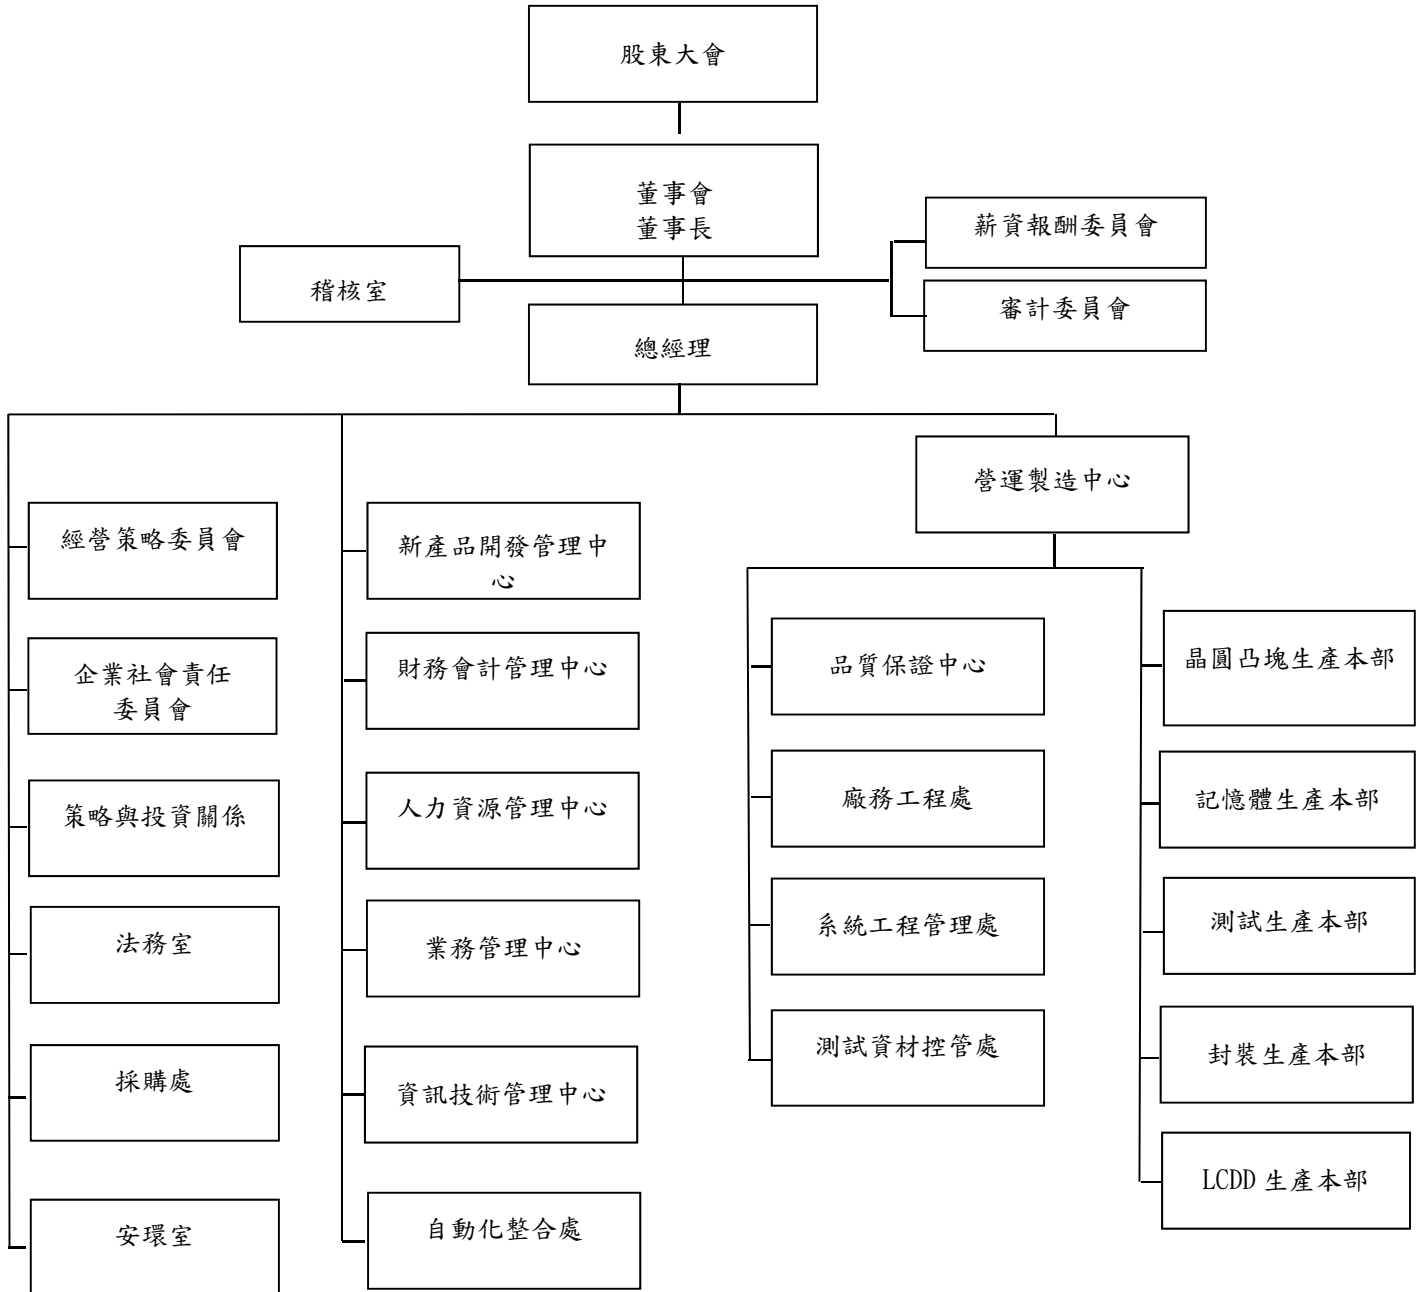 股東大會
董事會
董事長
薪資報酬委員會
稽核室
審計委員會
總經理
營運製造中心
經營策略委員會
新產品開發管理中
心
企業社會責任
委員會
財務會計管理中心
品質保證中心
晶圓凸塊生產本部
策略與投資關係
人力資源管理中心
廠務工程處
記憶體生產本部
法務室
業務管理中心
系統工程管理處
測試生產本部
採購處
資訊技術管理中心
測試資材控管處
封裝生產本部
安環室
自動化整合處
LCDD 生產本部